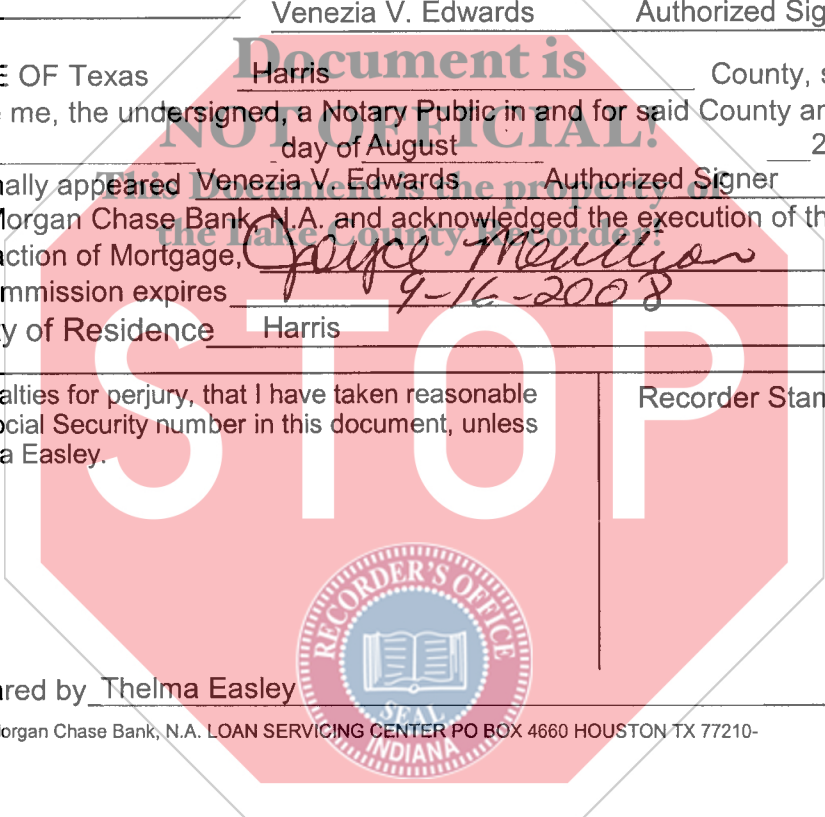 Venezia V. Edwards Authorized Sig
E OF Texas Harris County, s
me, the undersigned, a Notary Public in and for said County an
day of August 2
nally appeared Venezia V. Edwards Authorized Signer
Morgan Chase Bank, N.A. and acknowledged the execution of th
action of Mortgage, Joyce
mmission expires 9-16-2008
y of Residence Harris
alties for perjury, that I have taken reasonable
ocial Security number in this document, unless
a Easley.
Recorder Stam
Document is
NOT OFFICIAL!
This Document is the property of
the Lake County Recorder!
STOP
RECORDER'S OFFICE
SEAL
INDIANA
ared by Thelma Easley
organ Chase Bank, N.A. LOAN SERVICING CENTER PO BOX 4660 HOUSTON TX 77210-